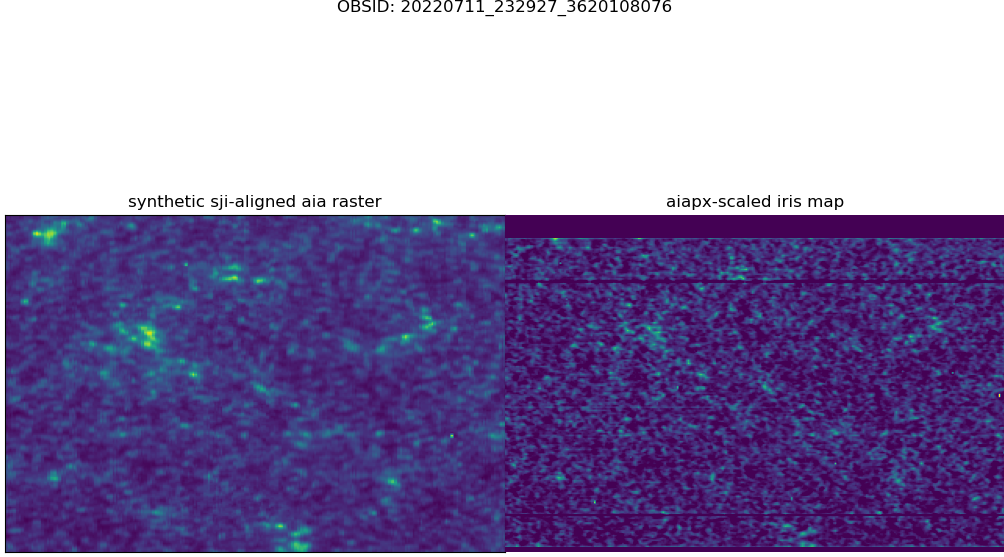 OBSID: 20220711_232927_3620108076
synthetic sji-aligned aia raster
aiapx-scaled iris map